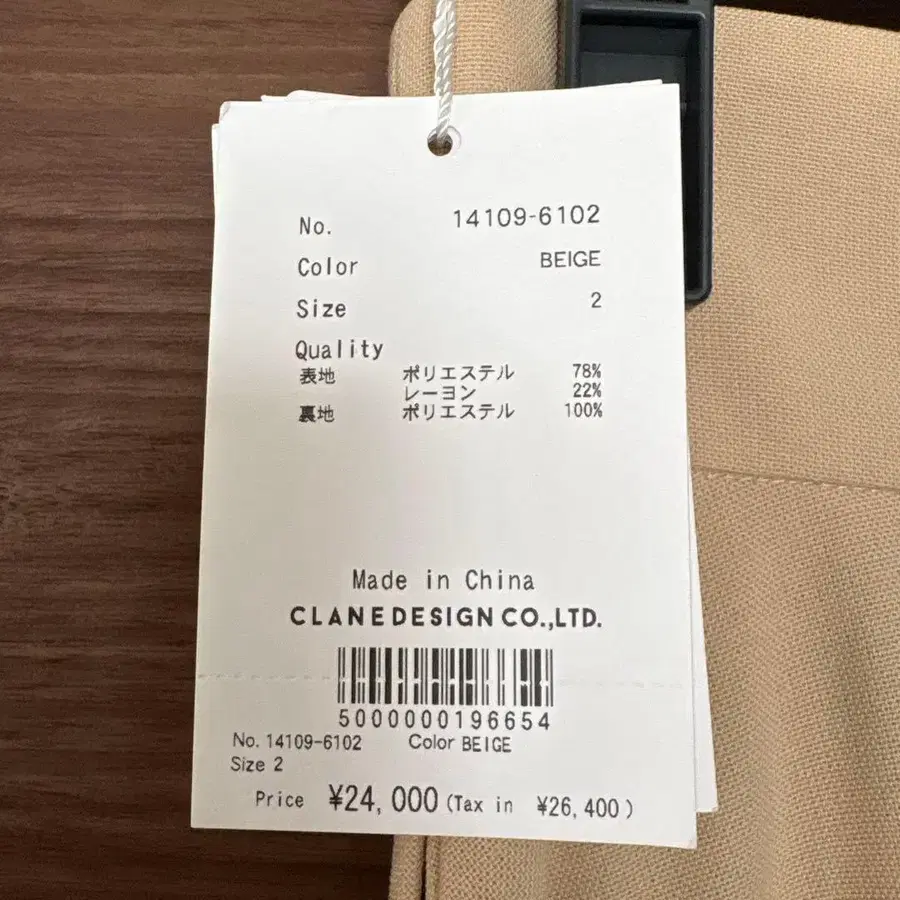 No. 14109-6102
Color BEIGE
Size 2
Quality
表地 ポリエステル 78%
レーヨン 22%
裏地 ポリエステル 100%
Made in China
CLANE DESIGN CO.,LTD.
5000000196654
No. 14109-6102 Color BEIGE
Size 2
Price ¥24,000 (Tax in ¥26,400)